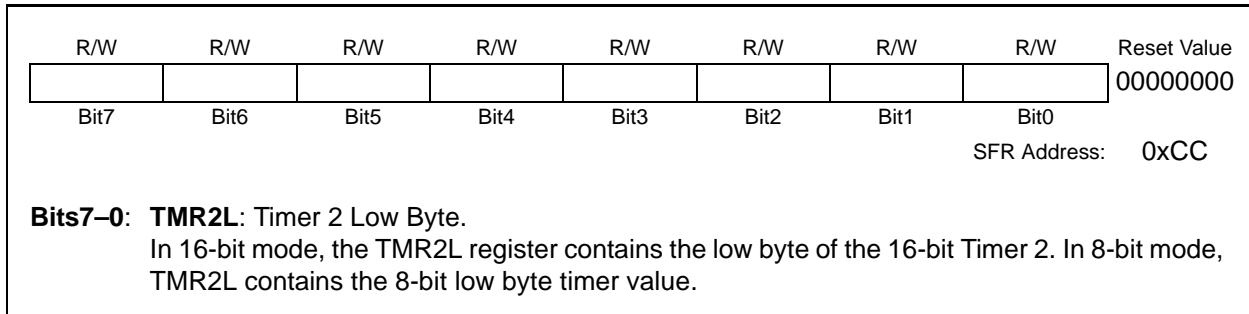 R/W R/W R/W R/W R/W R/W R/W R/W Reset Value
00000000
Bit7 Bit6 Bit5 Bit4 Bit3 Bit2 Bit1 Bit0
SFR Address: 0xCC
Bits7–0: TMR2L: Timer 2 Low Byte.
In 16-bit mode, the TMR2L register contains the low byte of the 16-bit Timer 2. In 8-bit mode,
TMR2L contains the 8-bit low byte timer value.